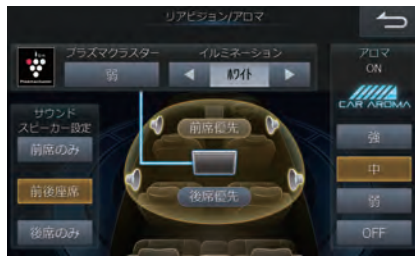 リアビジョン/アロマ
Ion
Plasmacluster
プラズマクラスター
弱
イルミネーション
ﾎﾜｲﾄ
アロマ
ON
CAR AROMA
サウンド
スピーカー設定
前席のみ
前後座席
後席のみ
前席優先
後席優先
強
中
弱
OFF